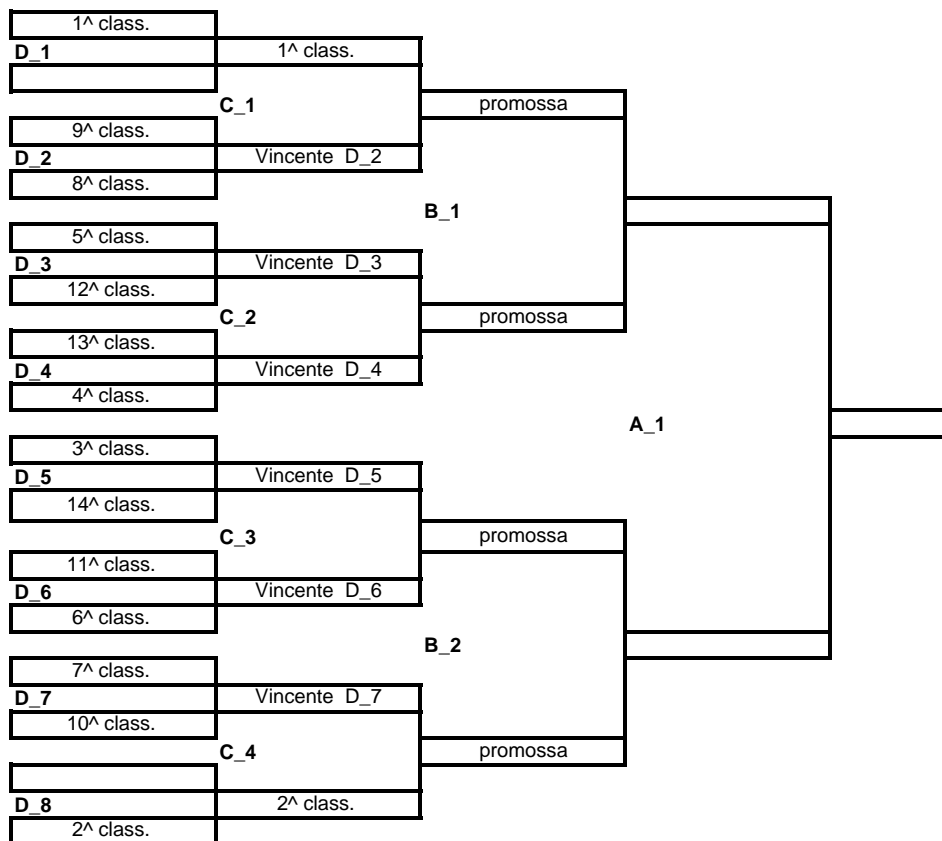 1^ class.
D_1
1^ class.
C_1
promossa
9^ class.
D_2
Vincente D_2
8^ class.
B_1
5^ class.
D_3
Vincente D_3
12^ class.
C_2
promossa
13^ class.
D_4
Vincente D_4
4^ class.
A_1
3^ class.
D_5
Vincente D_5
14^ class.
C_3
promossa
11^ class.
D_6
Vincente D_6
6^ class.
B_2
7^ class.
D_7
Vincente D_7
10^ class.
C_4
promossa
D_8
2^ class.
2^ class.